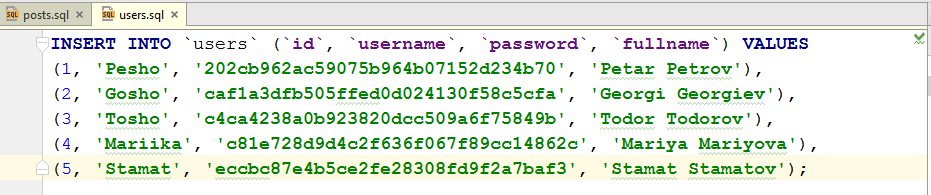 posts.sql users.sql
INSERT INTO `users` (`id`, `username`, `password`, `fullname`) VALUES
(1, 'Pesho', '202cb962ac59075b964b07152d234b70', 'Petar Petrov'),
(2, 'Gosho', 'caf1a3dfb505ffed0d024130f58c5cfa', 'Georgi Georgiev'),
(3, 'Tosho', 'c4ca4238a0b923820dcc509a6f75849b', 'Todor Todorov'),
(4, 'Mariika', 'c81e728d9d4c2f636f067f89cc14862c', 'Mariya Mariyova'),
(5, 'Stamat', 'eccbc87e4b5ce2fe28308fd9f2a7baf3', 'Stamat Stamatov');